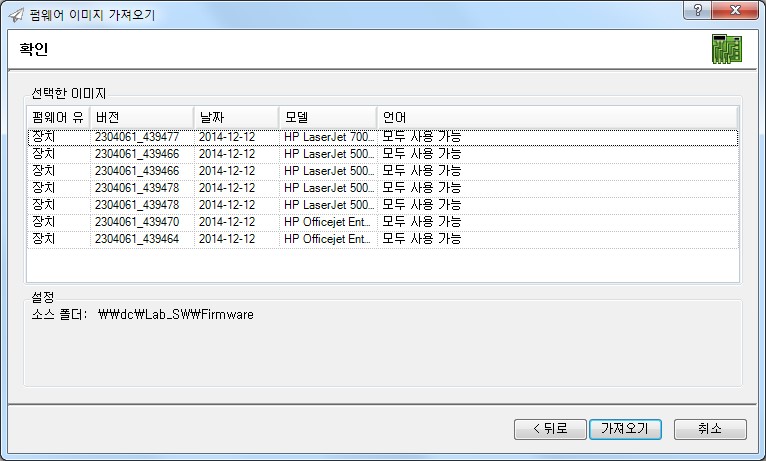 펌웨어 이미지 가져오기
확인
선택한 이미지
펌웨어 유 버전 날짜 모델 언어
장치 2304061_439477 2014-12-12 HP LaserJet 700... 모두 사용 가능
장치 2304061_439466 2014-12-12 HP LaserJet 500... 모두 사용 가능
장치 2304061_439466 2014-12-12 HP LaserJet 500... 모두 사용 가능
장치 2304061_439478 2014-12-12 HP LaserJet 500... 모두 사용 가능
장치 2304061_439478 2014-12-12 HP LaserJet 500... 모두 사용 가능
장치 2304061_439470 2014-12-12 HP Officejet Ent... 모두 사용 가능
장치 2304061_439464 2014-12-12 HP Officejet Ent... 모두 사용 가능
설정
소스 폴더: ₩₩dc₩Lab_S₩₩Firmware
< 뒤로 가져오기 취소